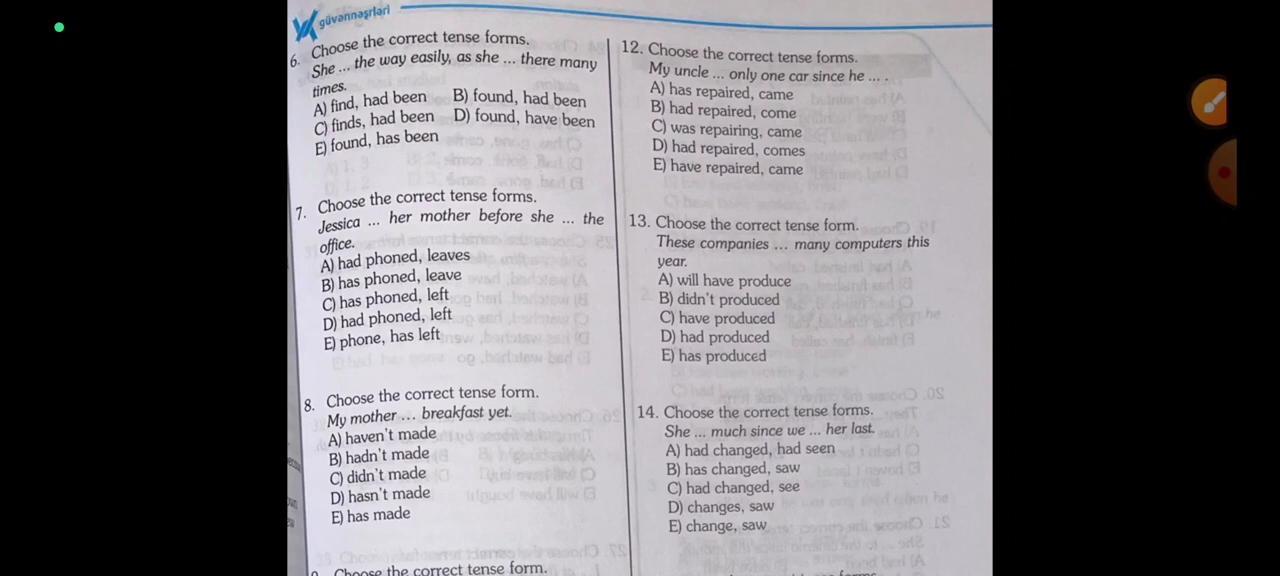 güvənnəşrləri
6. Choose the correct tense forms.
She ... the way easily, as she ... there many
times.
A) find, had been B) found, had been
C) finds, had been D) found, have been
E) found, has been
7. Choose the correct tense forms.
Jessica ... her mother before she ... the
office.
A) had phoned, leaves
B) has phoned, leave
C) has phoned, left
D) had phoned, left
E) phone, has left
8. Choose the correct tense form.
My mother ... breakfast yet.
A) haven't made
B) hadn't made
C) didn't made
D) hasn't made
E) has made
Choose the correct tense form.
12. Choose the correct tense forms.
My uncle ... only one car since he ... .
A) has repaired, came
B) had repaired, come
C) was repairing, came
D) had repaired, comes
E) have repaired, came
13. Choose the correct tense form.
These companies ... many computers this
year.
A) will have produce
B) didn't produced
C) have produced
D) had produced
E) has produced
14. Choose the correct tense forms.
She ... much since we ... her last.
A) had changed, had seen
B) has changed, saw
C) had changed, see
D) changes, saw
E) change, saw